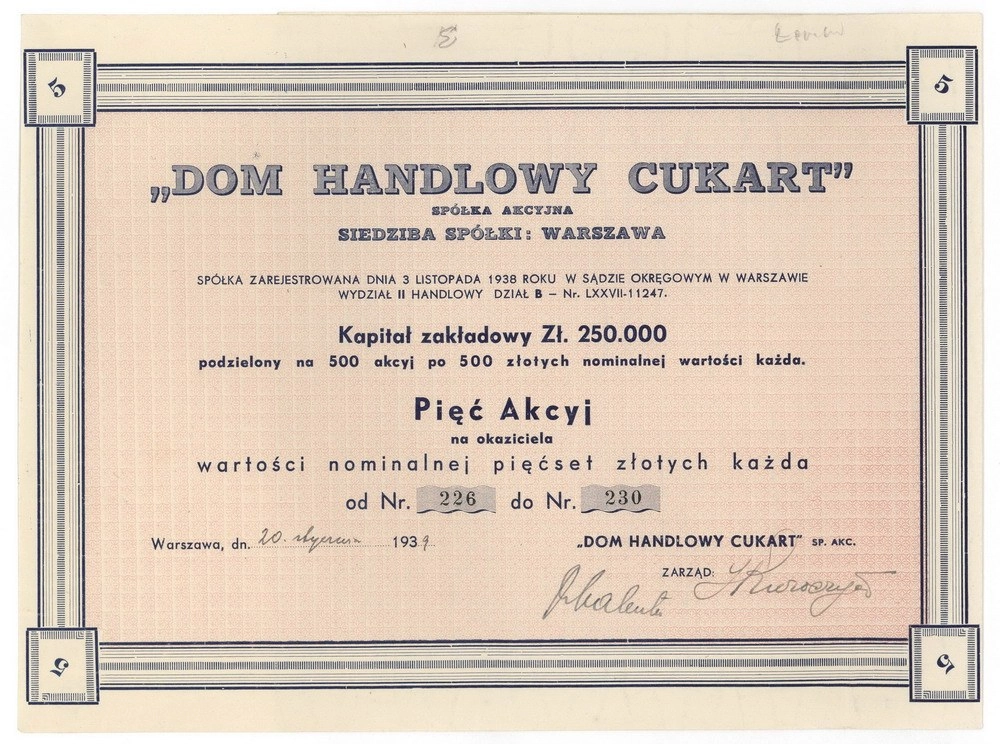 5
5 5
„DOM HANDLOWY CUKART”
SPÓŁKA AKCYJNA
SIEDZIBA SPÓŁKI: WARSZAWA
SPÓŁKA ZAREJESTROWANA DNIA 3 LISTOPADA 1938 ROKU W SĄDZIE OKRĘGOWYM W WARSZAWIE
WYDZIAŁ II HANDLOWY DZIAŁ B — Nr. LXXVII-11247.
Kapitał zakładowy Zł. 250.000
podzielony na 500 akcyj po 500 złotych nominalnej wartości każda.
Pięć Akcyj
na okaziciela
wartości nominalnej pięćset złotych każda
od Nr. 226 do Nr. 230
Warszawa, dn. 20. stycznia 1939 „DOM HANDLOWY CUKART” SP. AKC.
ZARZĄD:
5 5